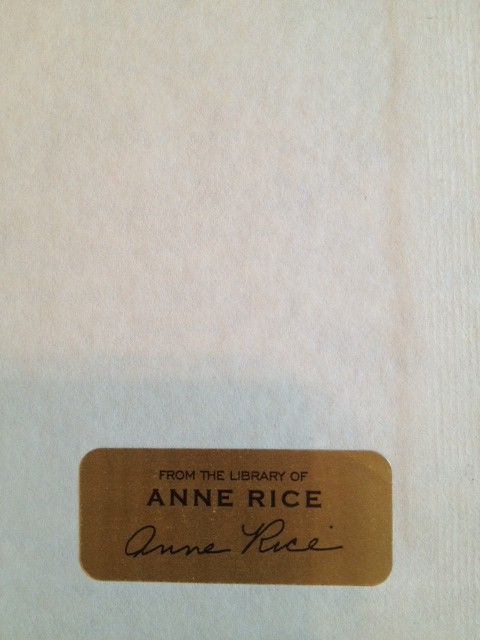 FROM THE LIBRARY OF
ANNE RICE
Anne Rice